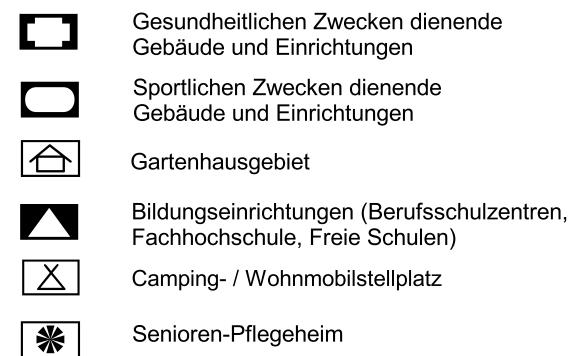 Gesundheitlichen Zwecken dienende
Gebäude und Einrichtungen
Sportlichen Zwecken dienende
Gebäude und Einrichtungen
Gartenhausgebiet
Bildungseinrichtungen (Berufsschulzentren,
Fachhochschule, Freie Schulen)
Camping- / Wohnmobilstellplatz
Senioren-Pflegeheim